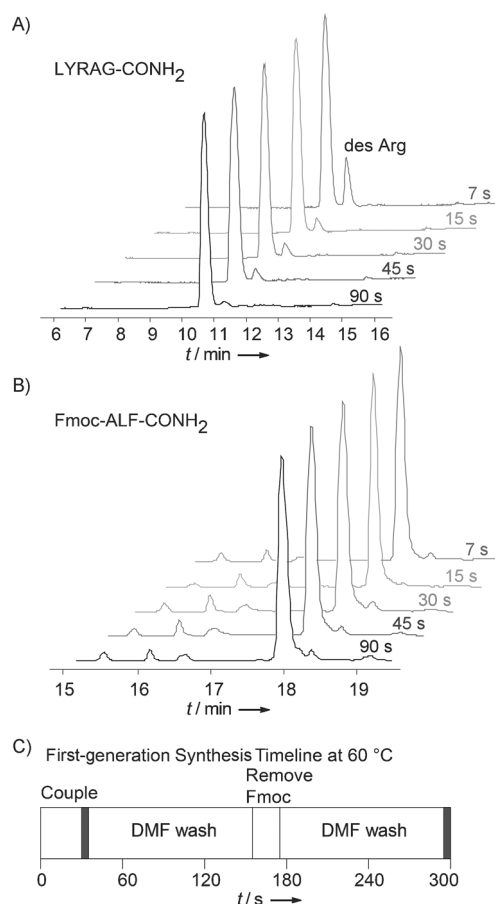 A)
LYRAG-CONH2
des Arg
7 s
15 s
30 s
45 s
90 s
6 7 8 9 10 11 12 13 14 15 16
t / min
B)
Fmoc-ALF-CONH2
7 s
15 s
30 s
45 s
90 s
15 16 17 18 19
t / min
C)
First-generation Synthesis Timeline at 60 °C
Remove
Couple Fmoc
DMF wash DMF wash
0 60 120 180 240 300
t / s